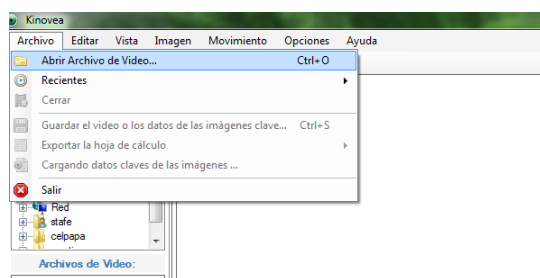 Kinovea
Archivo Editar Vista Imagen Movimiento Opciones Ayuda
Abrir Archivo de Video... Ctrl+O
Recientes
Cerrar
Guardar el video o los datos de las imàgenes clave... Ctrl+S
Exportar la hoja de cálculo
Cargando datos claves de las imágenes ...
Salir
Red
stafe
celpapa
Archivos de Video: